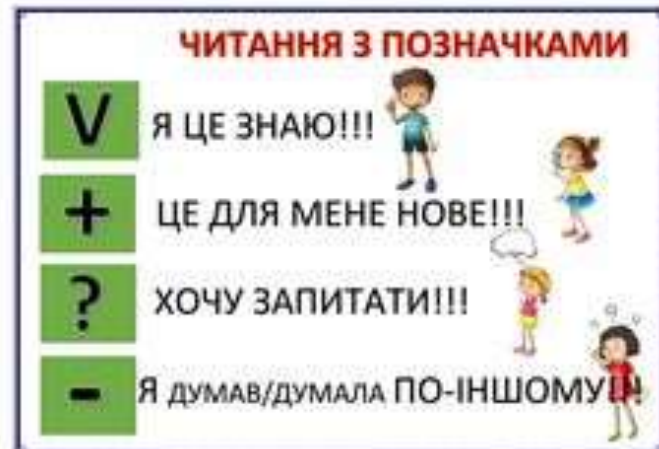 ЧИТАННЯ З ПОЗНАЧКАМИ
V Я ЦЕ ЗНАЮ!!!
+ ЦЕ ДЛЯ МЕНЕ НОВЕ!!!
? ХОЧУ ЗАПИТАТИ!!!
- Я ДУМАВ/ДУМАЛА ПО-ІНШОМУ!!!